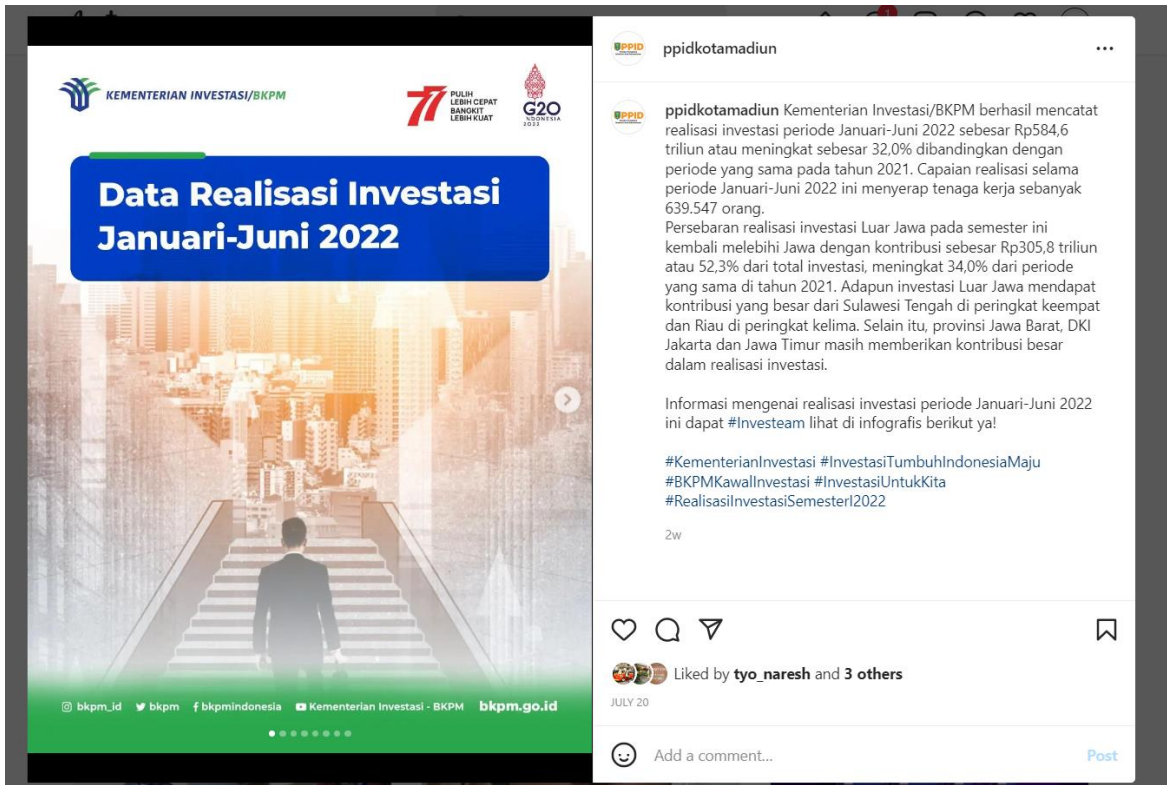 KEMENTERIAN INVESTASI/BKPM
77
PULIH
LEBIH CEPAT
BANGKIT
LEBIH KUAT
G20
INDONESIA
2022
Data Realisasi Investasi
Januari-Juni 2022
bkpm_id bkpm bkpmindonesia Kementerian Investasi - BKPM bkpm.go.id
PPID
ppidkotamadiun
PPID
ppidkotamadiun Kementerian Investasi/BKPM berhasil mencatat
realisasi investasi periode Januari-Juni 2022 sebesar Rp584,6
triliun atau meningkat sebesar 32,0% dibandingkan dengan
periode yang sama pada tahun 2021. Capaian realisasi selama
periode Januari-Juni 2022 ini menyerap tenaga kerja sebanyak
639.547 orang.
Persebaran realisasi investasi Luar Jawa pada semester ini
kembali melebihi Jawa dengan kontribusi sebesar Rp305,8 triliun
atau 52,3% dari total investasi, meningkat 34,0% dari periode
yang sama di tahun 2021. Adapun investasi Luar Jawa mendapat
kontribusi yang besar dari Sulawesi Tengah di peringkat keempat
dan Riau di peringkat kelima. Selain itu, provinsi Jawa Barat, DKI
Jakarta dan Jawa Timur masih memberikan kontribusi besar
dalam realisasi investasi.
Informasi mengenai realisasi investasi periode Januari-Juni 2022
ini dapat #Investeam lihat di infografis berikut ya!
#KementerianInvestasi #InvestasiTumbuhIndonesiaMaju
#BKPMKawalInvestasi #InvestasiUntukKita
#RealisasiInvestasiSemesterI2022
2w
Liked by tyo_naresh and 3 others
JULY 20
Add a comment...
Post